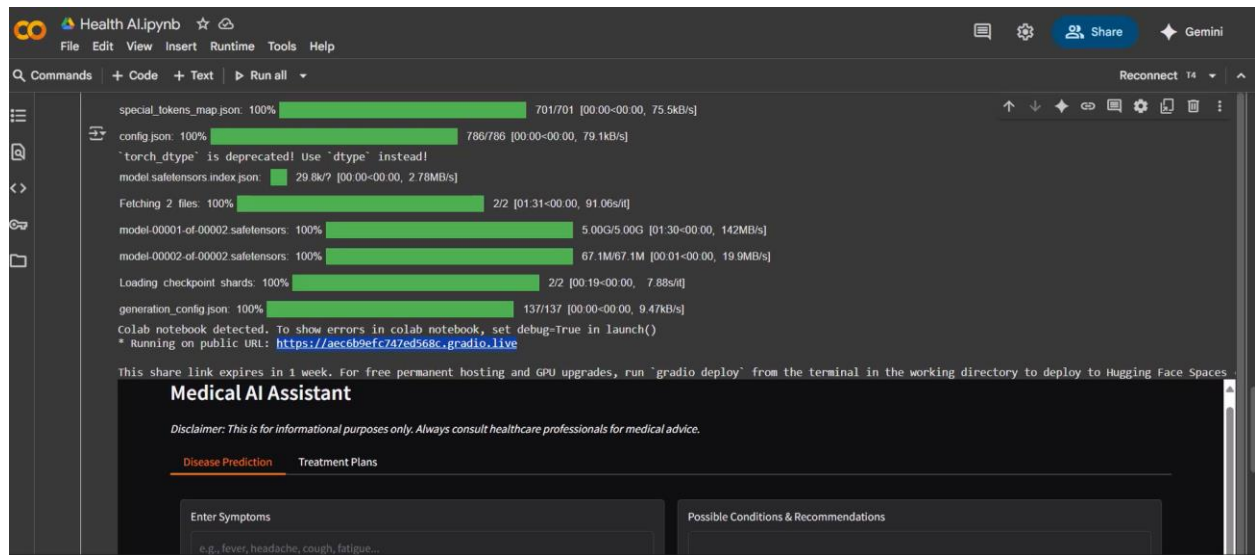 Health AI.ipynb
File Edit View Insert Runtime Tools Help
Share
Gemini
Commands + Code + Text Run all
Reconnect T4
special_tokens_map.json: 100% 701/701 [00:00<00:00, 75.5kB/s]
config.json: 100% 786/786 [00:00<00:00, 79.1kB/s]
`torch_dtype` is deprecated! Use `dtype` instead!
model.safetensors.index.json: 29.8k/? [00:00<00:00, 2.78MB/s]
Fetching 2 files: 100% 2/2 [01:31<00:00, 91.06s/it]
model-00001-of-00002.safetensors: 100% 5.00G/5.00G [01:30<00:00, 142MB/s]
model-00002-of-00002.safetensors: 100% 67.1M/67.1M [00:01<00:00, 19.9MB/s]
Loading checkpoint shards: 100% 2/2 [00:19<00:00, 7.88s/it]
generation_config.json: 100% 137/137 [00:00<00:00, 9.47kB/s]
Colab notebook detected. To show errors in colab notebook, set debug=True in launch()
* Running on public URL: https://aec6b9efc747ed568c.gradio.live
This share link expires in 1 week. For free permanent hosting and GPU upgrades, run `gradio deploy` from the terminal in the working directory to deploy to Hugging Face Spaces
Medical AI Assistant
Disclaimer: This is for informational purposes only. Always consult healthcare professionals for medical advice.
Disease Prediction Treatment Plans
Enter Symptoms
Possible Conditions & Recommendations
e.g., fever, headache, cough, fatigue...